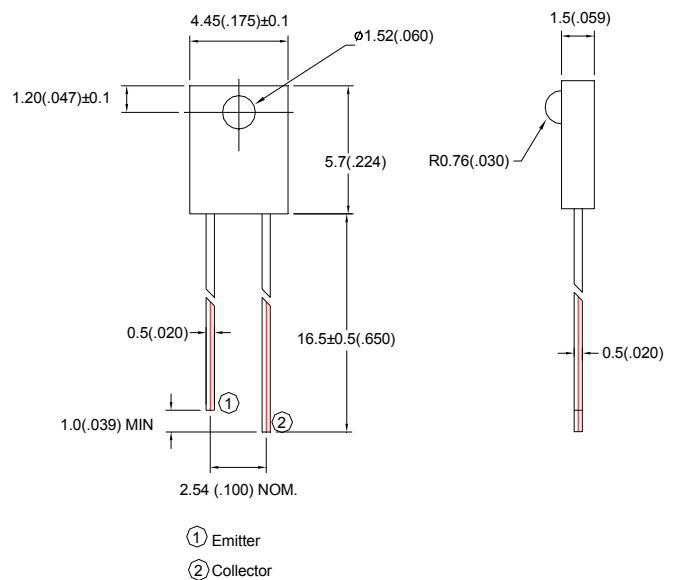 4.45(.175)±0.1
1.5(.059)
ø1.52(.060)
1.20(.047)±0.1
5.7(.224)
R0.76(.030)
0.5(.020)
16.5±0.5(.650)
0.5(.020)
1
1.0(.039) MIN
2
2.54 (.100) NOM.
1 Emitter
2 Collector